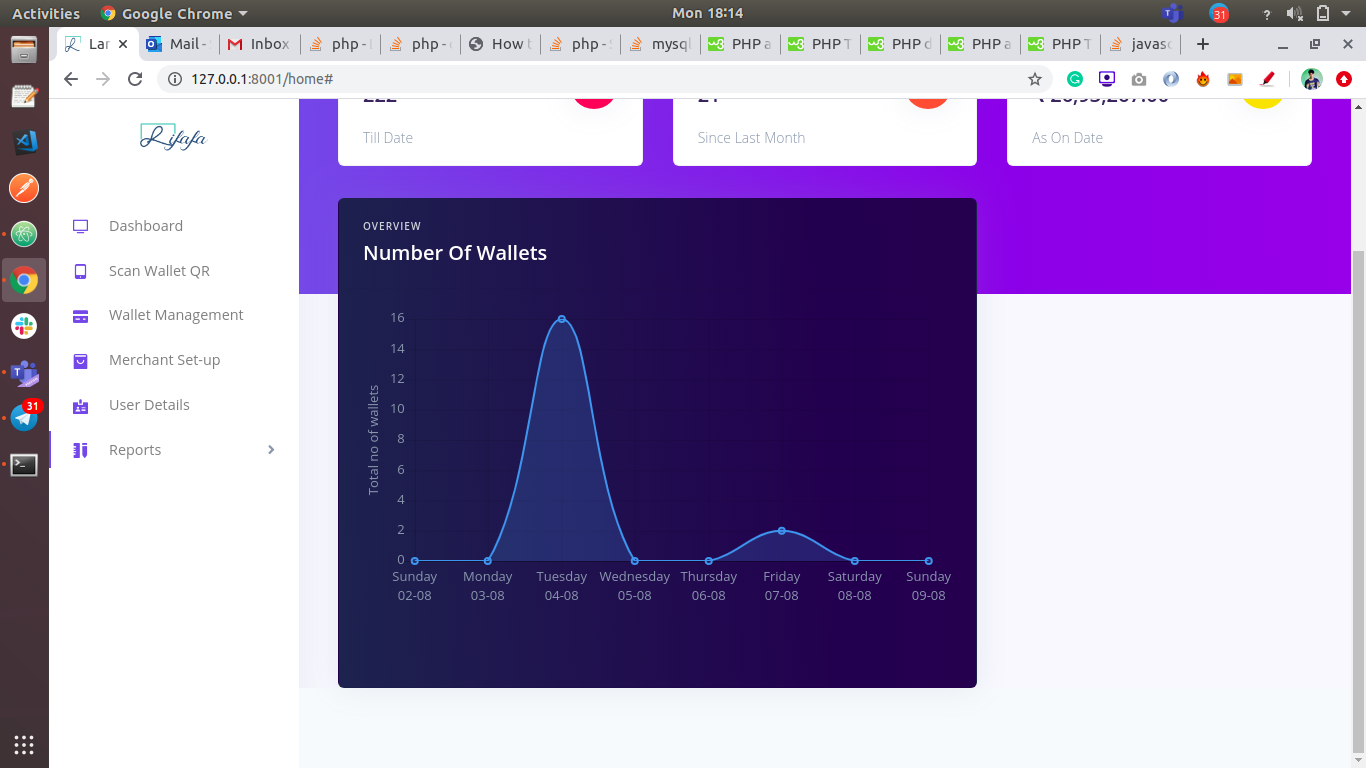 Activities
Google Chrome
Mon 18:14
31
?
Lar
Mail -
Inbox
php -
php -
How t
php -
mysql
PHP a
PHP T
PHP d
PHP a
PHP T
javasc
127.0.0.1:8001/home#
Lifafa
Dashboard
Scan Wallet QR
Wallet Management
Merchant Set-up
User Details
Reports
31
222
Till Date
21
Since Last Month
As On Date
OVERVIEW
Number Of Wallets
Total no of wallets
16
14
12
10
8
6
4
2
0
Sunday Monday Tuesday Wednesday Thursday Friday Saturday Sunday
02-08 03-08 04-08 05-08 06-08 07-08 08-08 09-08